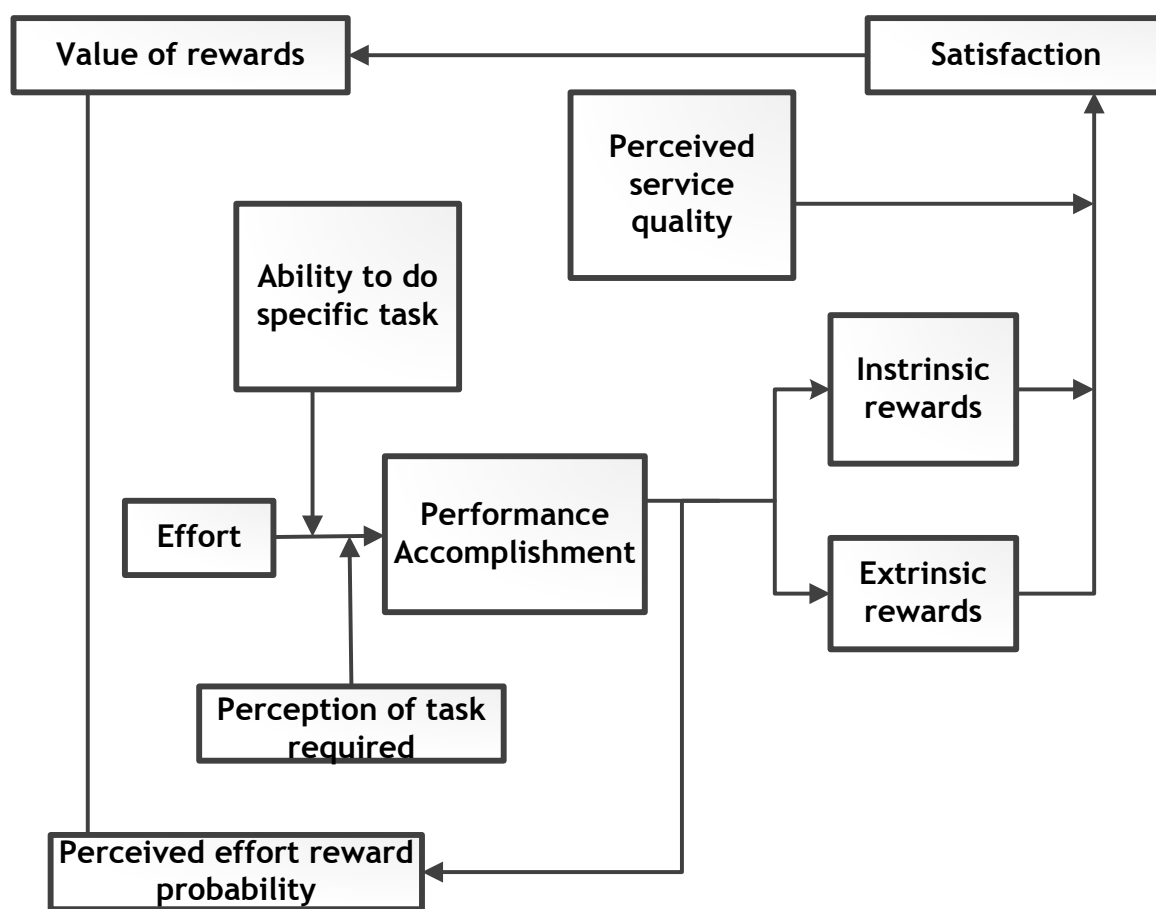 Value of rewards
Satisfaction
Perceived
service
quality
Ability to do
specific task
Instrinsic
rewards
Effort
Performance
Accomplishment
Extrinsic
rewards
Perception of task
required
Perceived effort reward
probability